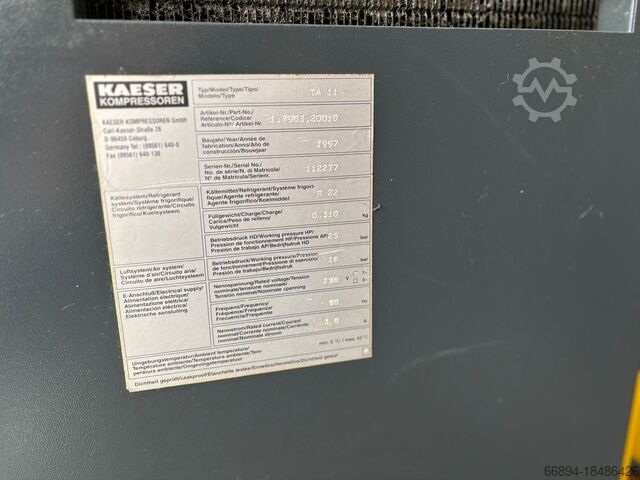 KAESER
KOMPRESSOREN
KAESER KOMPRESSOREN GmbH
Carl-Kaeser-Straße 26
D-96450 Coburg
Germany Tel.: (09561) 640-0
Fax (09561) 640-130
Typ/Model/Type/Tipo/
Modelo/Type
TA 11
Artikel-Nr./Part-No./
Référence/Codice/
Articulo-Nº/ Artikel-Nr.
1.7903.20010
Baujahr/Year/Année de
fabrication/Anno/Año de
construcción/Bouwjaar
1997
Serien-Nr./Serial No./
No. de série/N. di Matricola/
Nº de Matricula/Serienr.
112277
Kältesystem/Refrigerant
system/Système frigorifique/
Circuito refrigerante/Circuito
frigorífico/Koelsysteem
Kältemittel/Refrigerant/Système frigori-
fique/Agente refrigerante/
Agente frigorífico/Koelmiddel
R 22
Füllgewicht/Charge/Charge/
Carica/Peso de relleno/
Vulgewicht
0.310 kg
Betriebsdruck HD/Working pressure HP/
Pression de fonctionnement HP/Pressione AP/
Presión de trabajo AP/Bedrijfsdruk HD
25 bar
Luftsystem/Air system/
Système d'air/Circuito aria/
Circuito de aire/Luchtsysteem
Betriebsdruck/Working pressure/Pression
de fonctionnement/Pressione di esercizio/
Presión de trabajo/Bedrijfsdruk
16 bar
E-Anschluß/Electrical supply/
Alimentation électrique/
Alimentazione elettrica/
Alimentación eléctrica/
Elektrische aansluiting
Nennspannung/Rated voltage/Tension
nominale/tensione nominale/
Tensión nominale/Nominale spanning
230 V
Frequenz/Frequency/
Fréquence/Frequenza/
Frecuencia/Frequentie
Hz
Nennstrom/Rated current/Courant
nominal/Corrente nominale/Corriente
nominal/Nominale stroom
A
Umgebungstemperatur/Ambient temperature/
Température ambiante/Temperatura ambiente/Tem-
peratura ambiente/Omgevingstemperatuur
Dichtheit geprüft/Leakproof/Etanchéite testée/Ermetico/Hermético/Dichtheid getest
66894-18486426